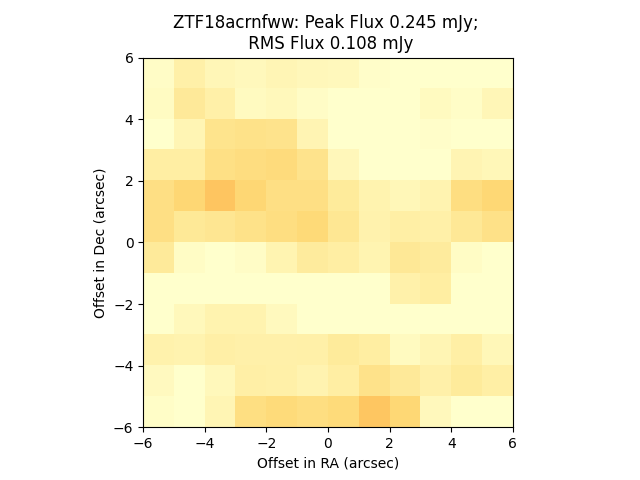 ZTF18acrnfww: Peak Flux 0.245 mJy;
RMS Flux 0.108 mJy
6
4
2
0
−2
−4
−6
Offset in Dec (arcsec)
−6 −4 −2 0 2 4 6
Offset in RA (arcsec)